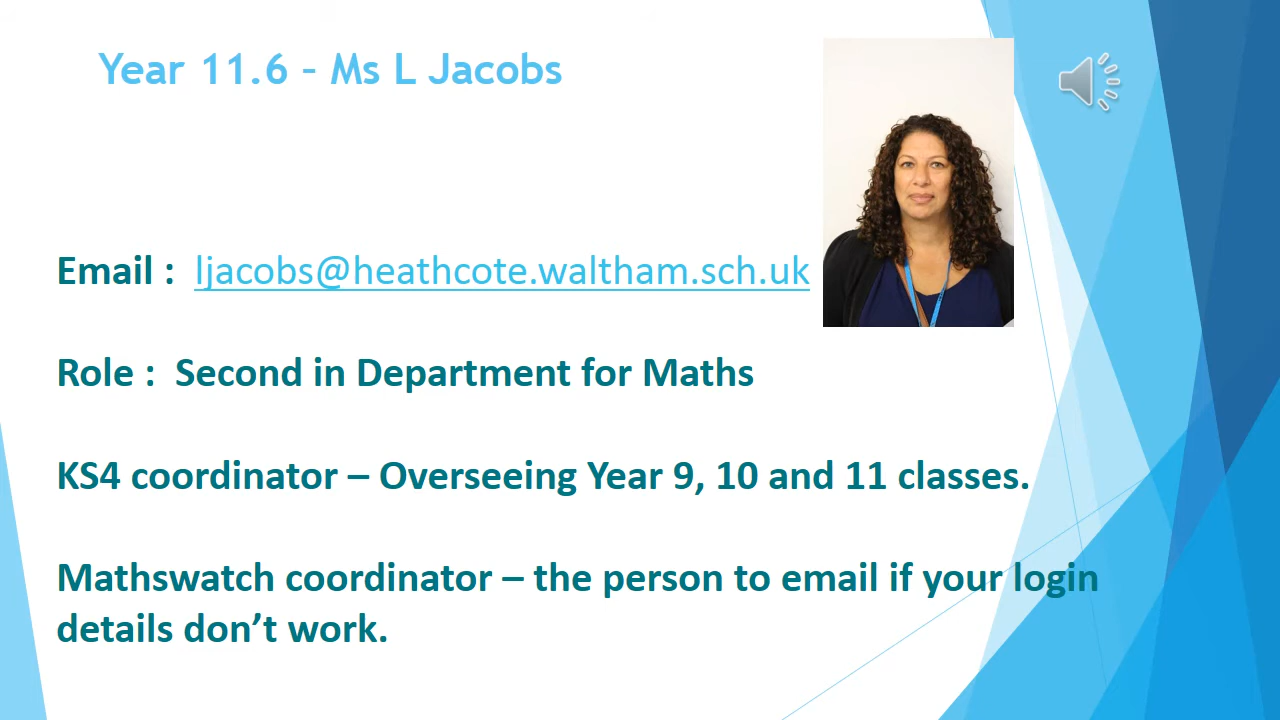 Year 11.6 – Ms L Jacobs
Email :  ljacobs@heathcote.waltham.sch.uk
Role :  Second in Department for Maths
KS4 coordinator – Overseeing Year 9, 10 and 11 classes.
Mathswatch coordinator – the person to email if your login
details don’t work.